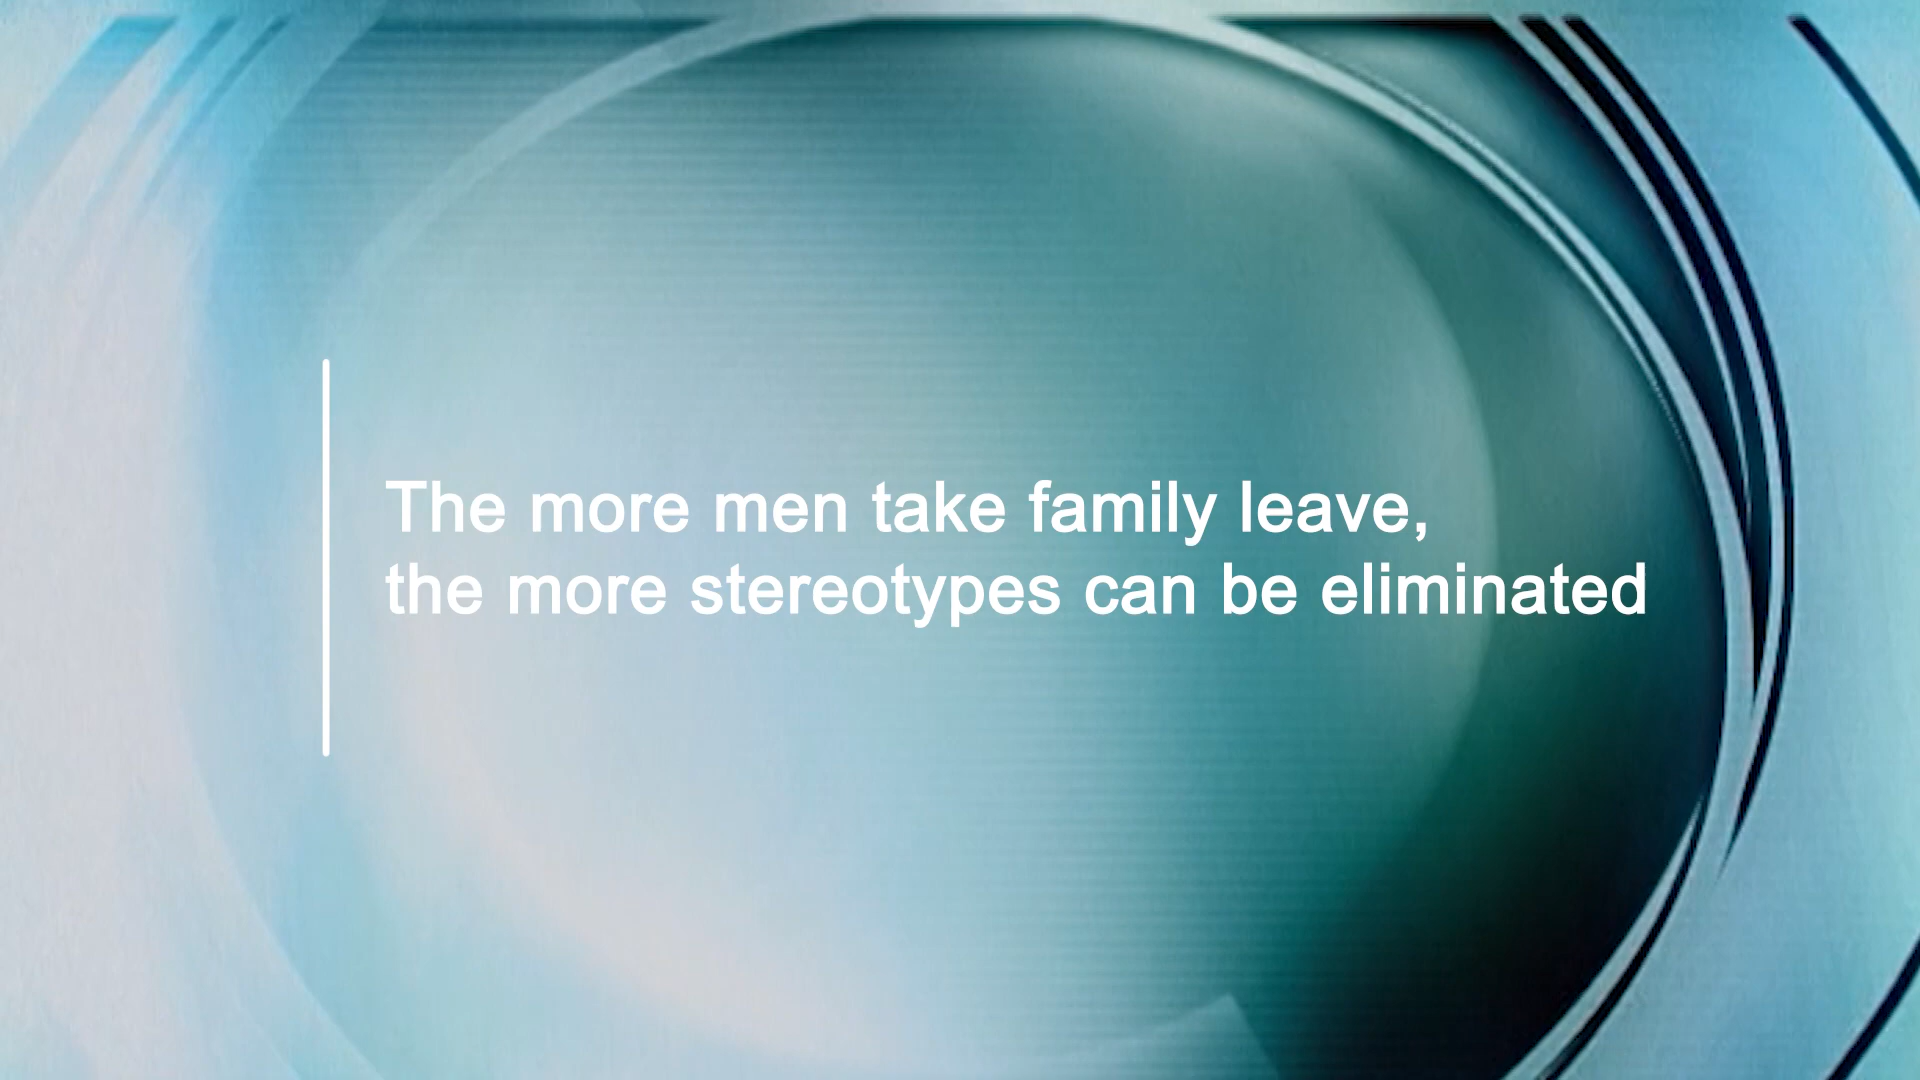 The more men take family leave,
the more stereotypes can be eliminated